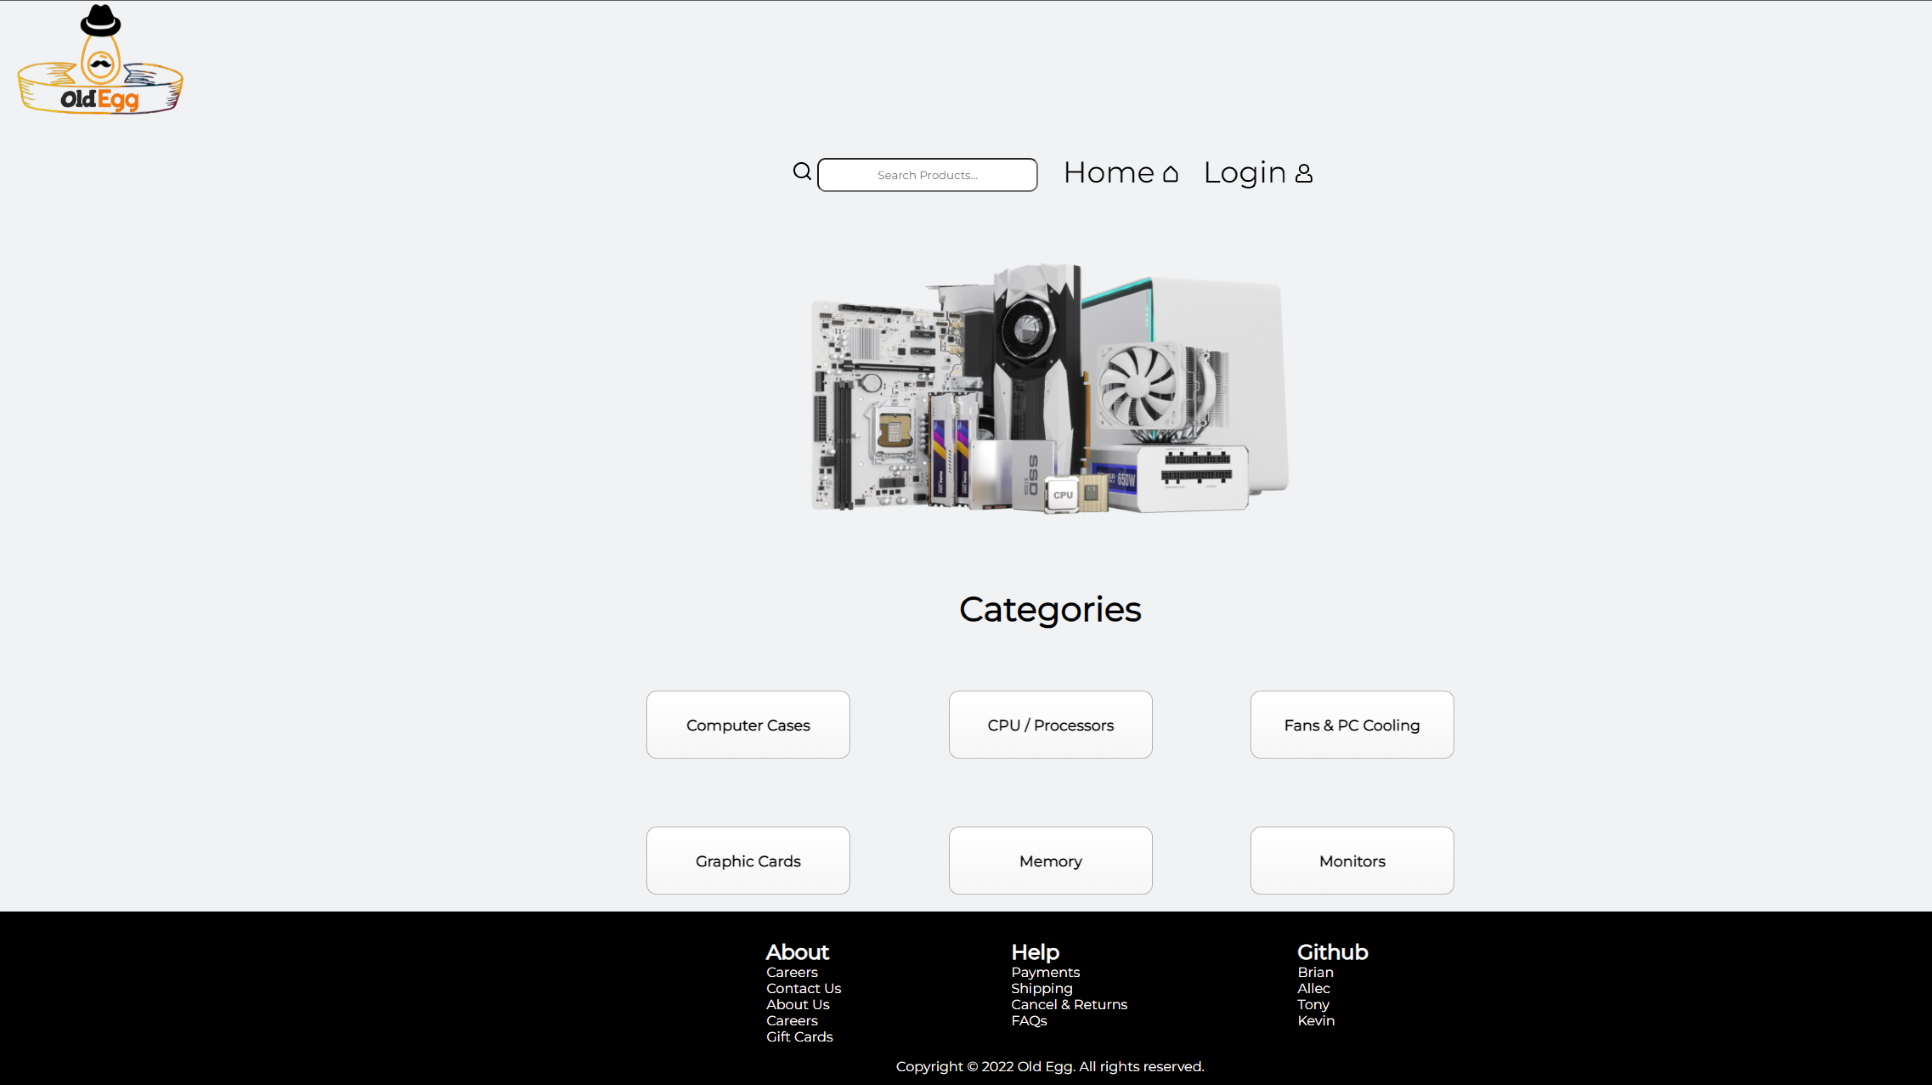 Old Egg
Search Products...
Home
Login
SSD
CPU
650W
Categories
Computer Cases
CPU / Processors
Fans & PC Cooling
Graphic Cards
Memory
Monitors
About
Careers
Contact Us
About Us
Careers
Gift Cards
Help
Payments
Shipping
Cancel & Returns
FAQs
Github
Brian
Allec
Tony
Kevin
Copyright © 2022 Old Egg. All rights reserved.